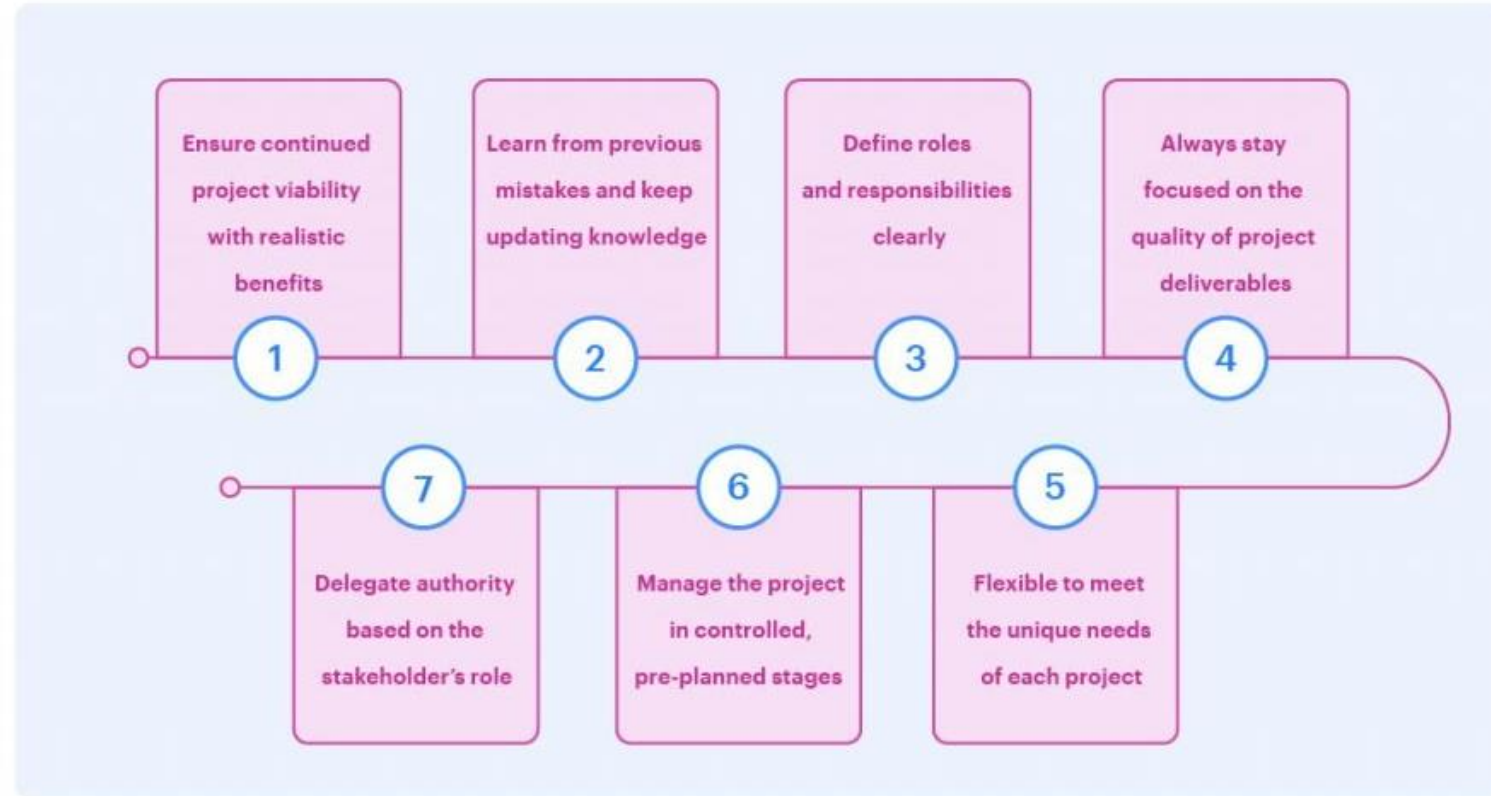 Ensure continued
project viability
with realistic
benefits
1
Learn from previous
mistakes and keep
updating knowledge
2
Define roles
and responsibilities
clearly
3
Always stay
focused on the
quality of project
deliverables
4
5
Flexible to meet
the unique needs
of each project
6
Manage the project
in controlled,
pre-planned stages
7
Delegate authority
based on the
stakeholder's role